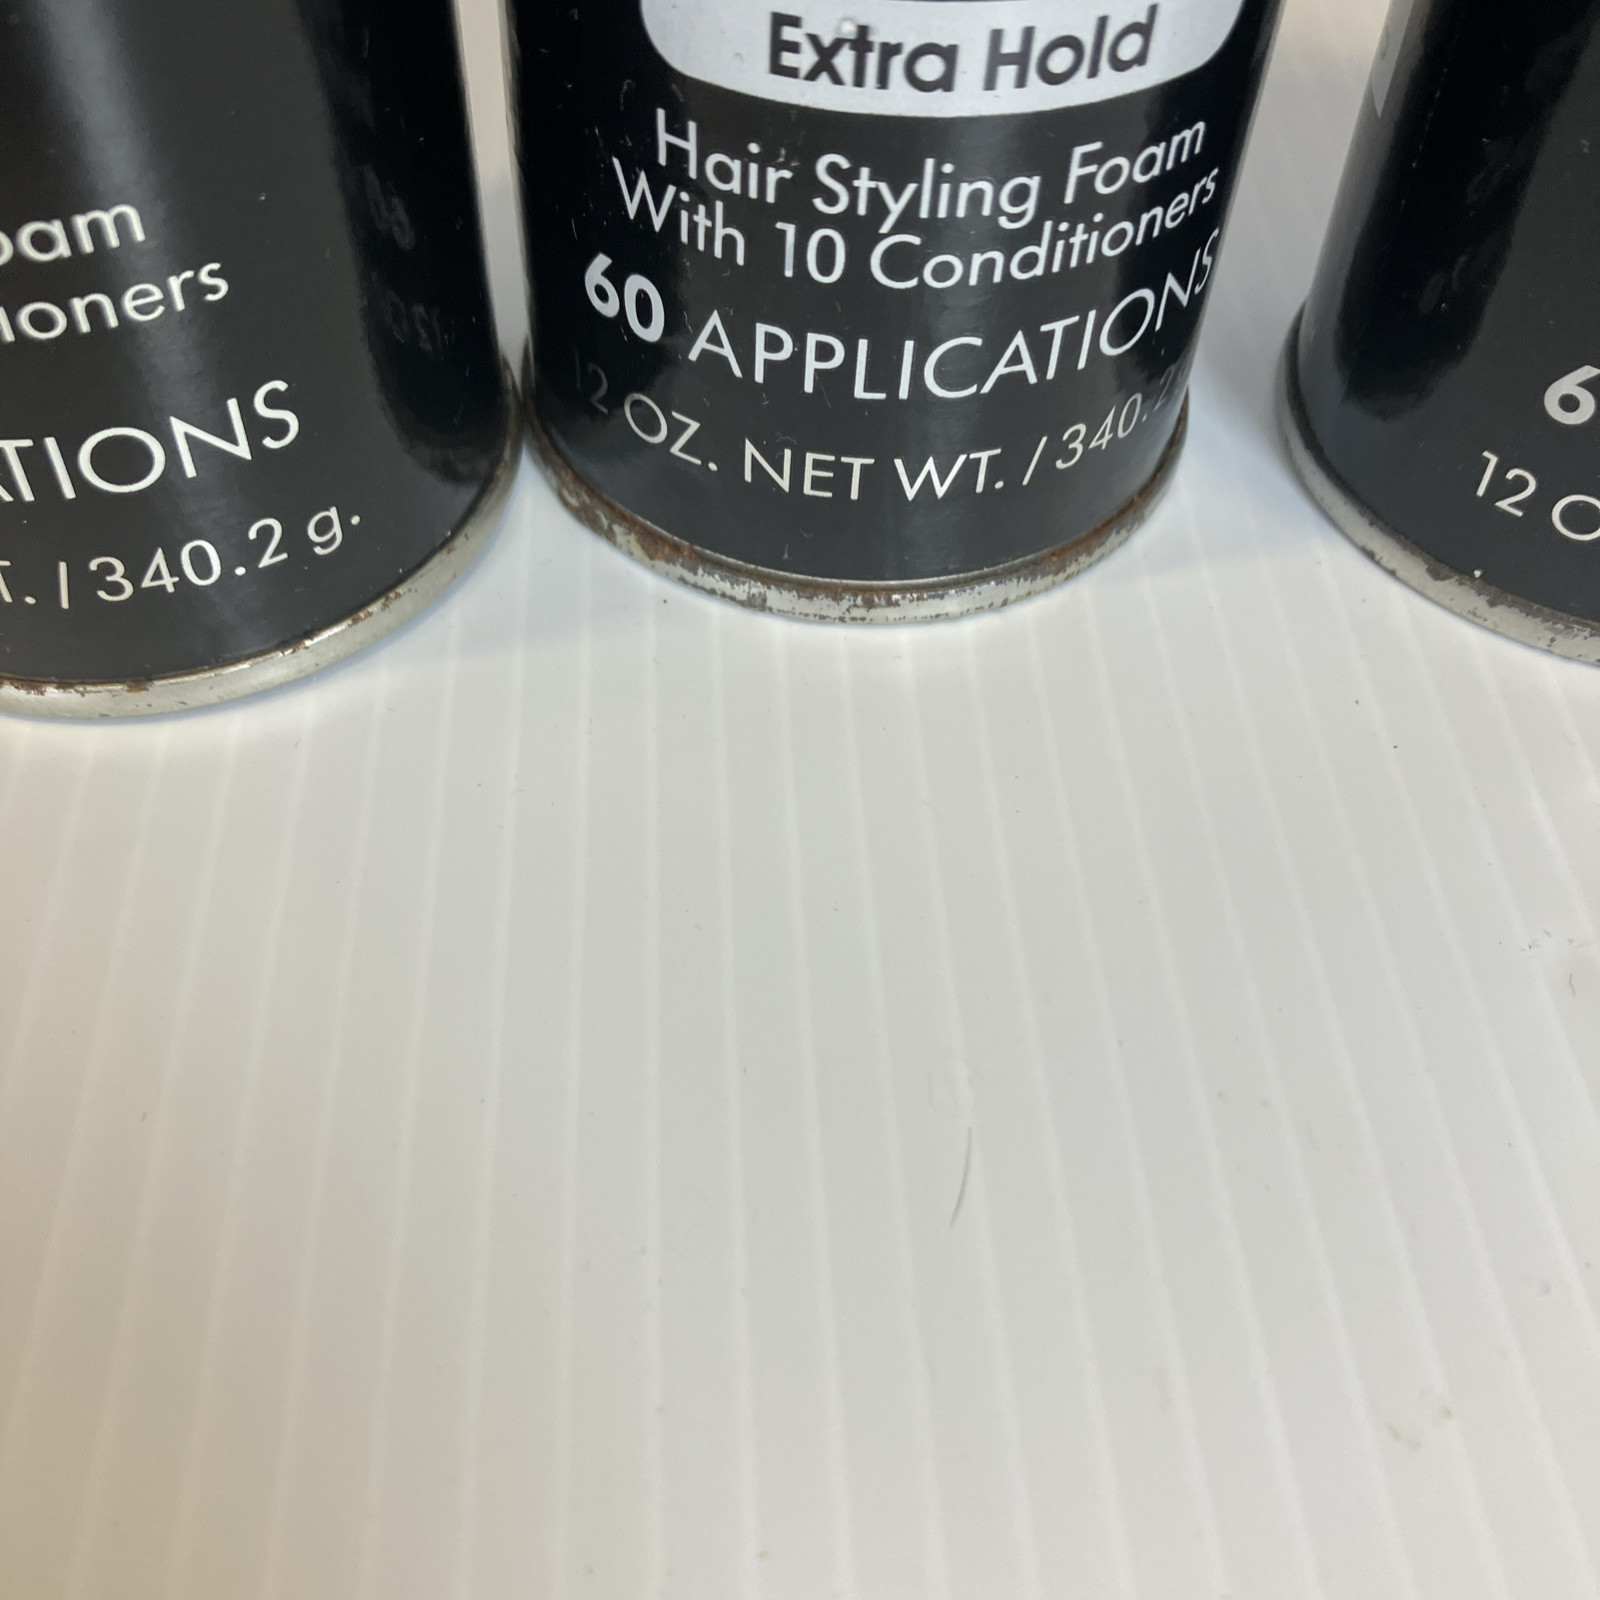 oam
ioners
ATIONS
T. / 340.2 g.
Extra Hold
Hair Styling Foam
With 10 Conditioners
60 APPLICATIONS
12 OZ. NET WT. / 340.2
6
12 O